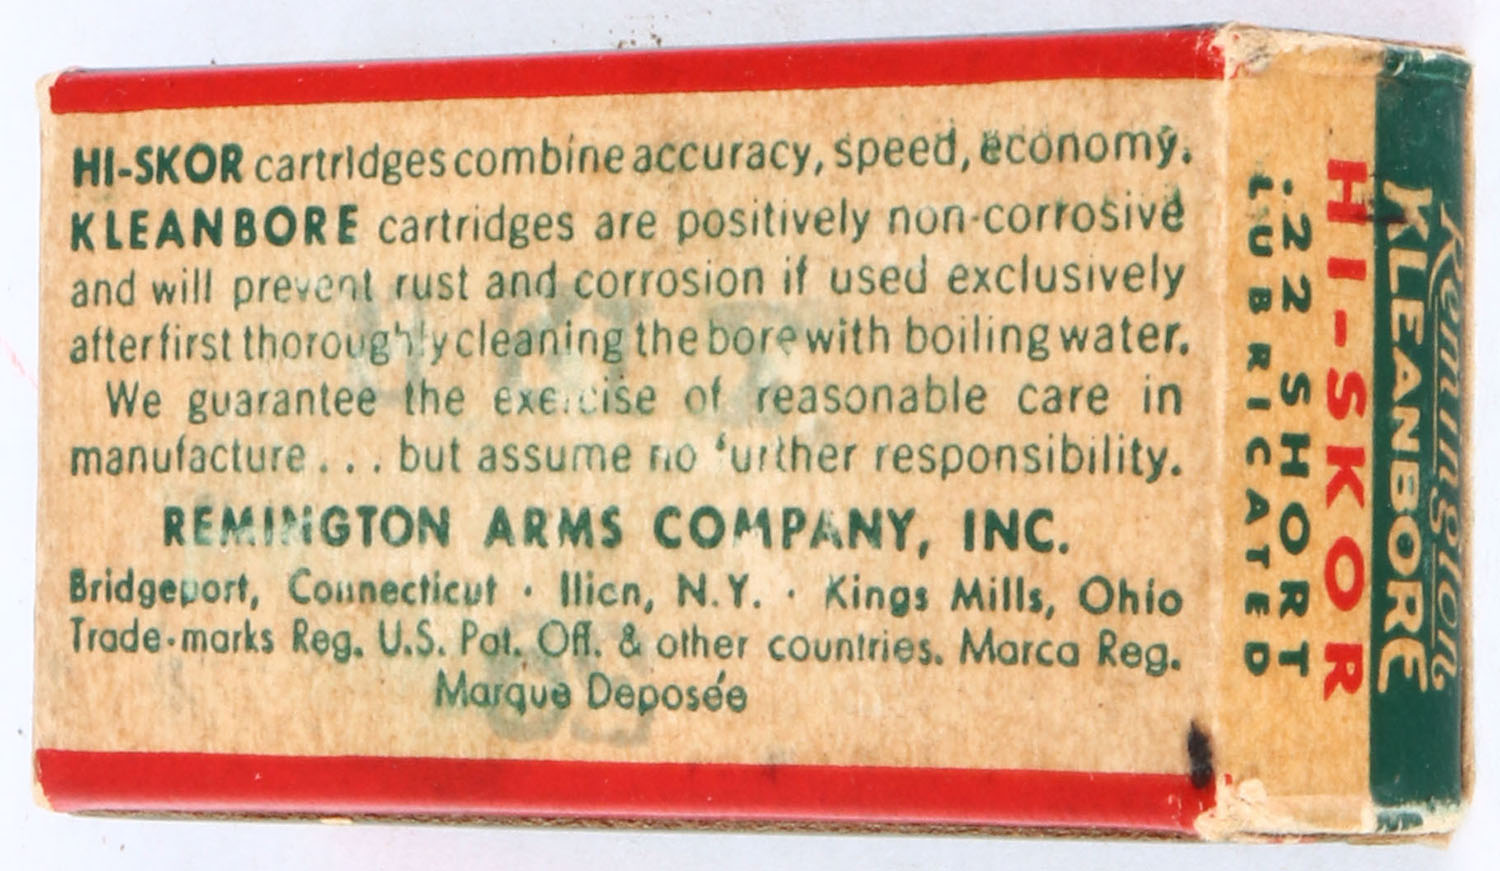 HI-SKOR cartridges combine accuracy, speed, economy.
KLEANBORE cartridges are positively non-corrosive
and will prevent rust and corrosion if used exclusively
after first thoroughly cleaning the bore with boiling water.
We guarantee the exercise of reasonable care in
manufacture... but assume no further responsibility.
REMINGTON ARMS COMPANY, INC.
Bridgeport, Connecticut · Ilion, N.Y. · Kings Mills, Ohio
Trade-marks Reg. U.S. Pat. Off. & other countries. Marca Reg.
Marque Deposée
Remington
KLEANBORE
HI-SKOR
.22 SHORT
LUBRICATED